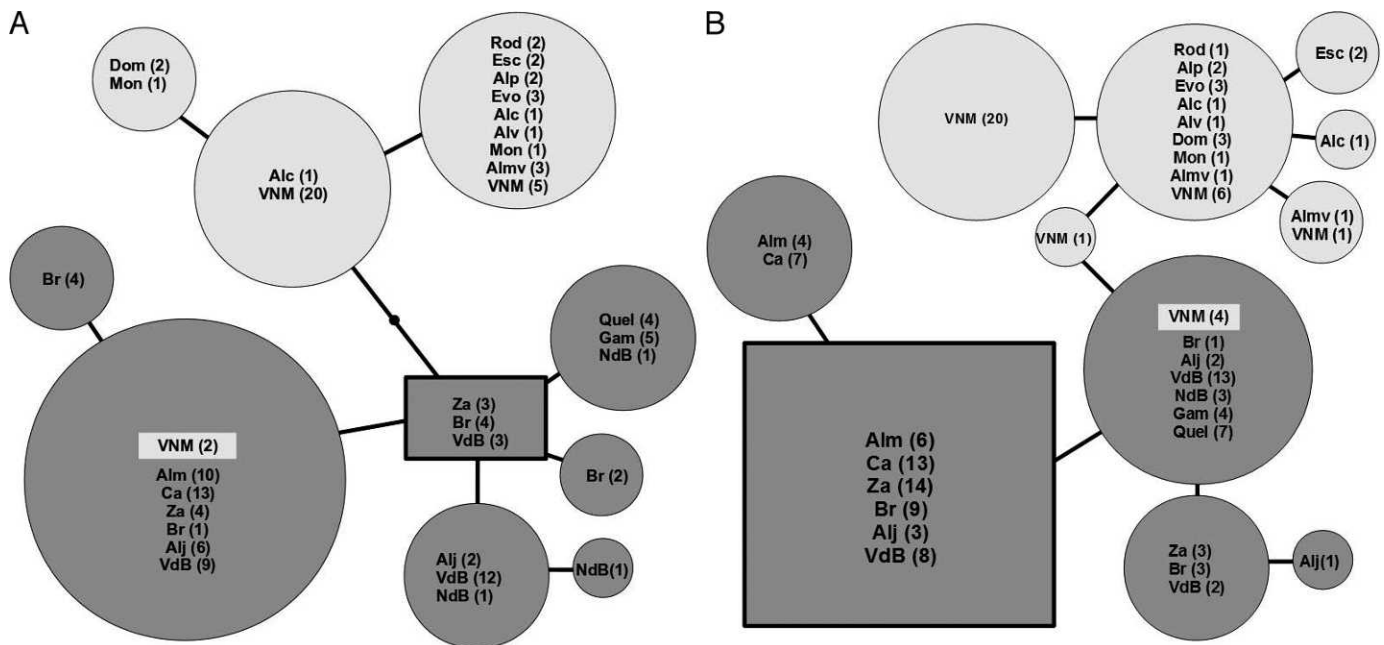 A
Dom (2)
Mon (1)
Alc (1)
VNM (20)
Rod (2)
Esc (2)
Alp (2)
Evo (3)
Alc (1)
Alv (1)
Mon (1)
Almv (3)
VNM (5)
Br (4)
VNM (2)
Alm (10)
Ca (13)
Za (4)
Br (1)
Alj (6)
VdB (9)
Za (3)
Br (4)
VdB (3)
Quel (4)
Gam (5)
NdB (1)
Br (2)
Alj (2)
VdB (12)
NdB (1)
NdB(1)
B
VNM (20)
Rod (1)
Alp (2)
Evo (3)
Alc (1)
Alv (1)
Dom (3)
Mon (1)
Almv (1)
VNM (6)
Esc (2)
Alc (1)
Almv (1)
VNM (1)
VNM (1)
Alm (4)
Ca (7)
VNM (4)
Br (1)
Alj (2)
VdB (13)
NdB (3)
Gam (4)
Quel (7)
Alm (6)
Ca (13)
Za (14)
Br (9)
Alj (3)
VdB (8)
Za (3)
Br (3)
VdB (2)
Alj(1)